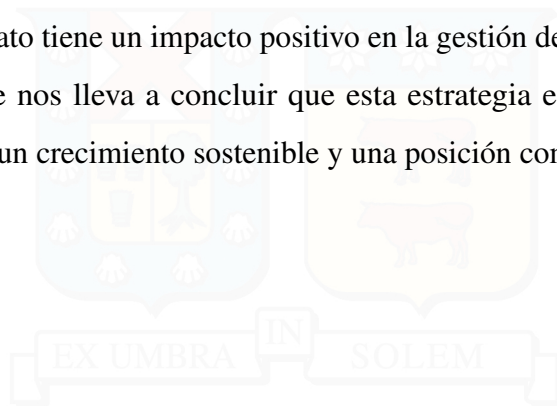 ato tiene un impacto positivo en la gestión de
e nos lleva a concluir que esta estrategia e
un crecimiento sostenible y una posición con
IN
EX UMBRA SOLEM